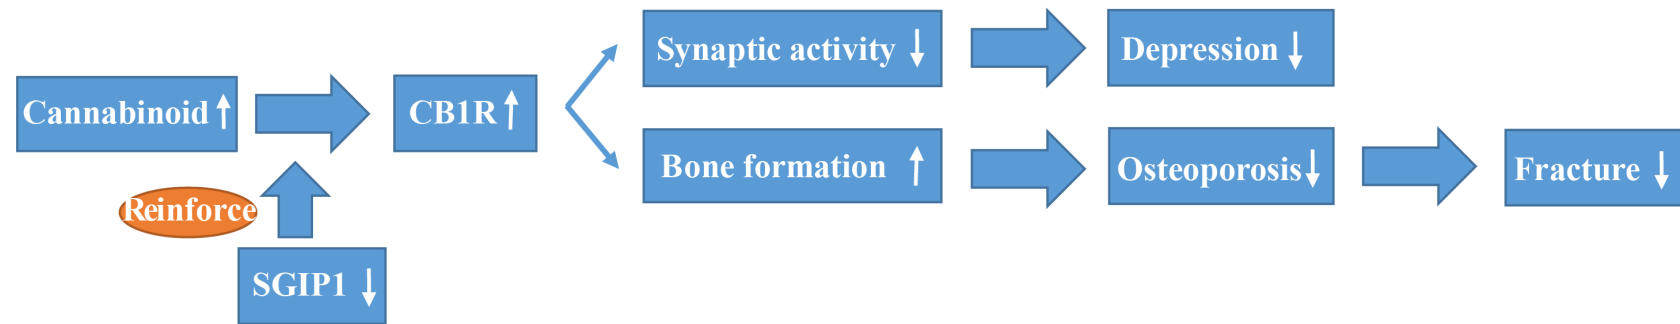 Synaptic activity ↓
Depression ↓
Cannabinoid ↑
CB1R ↑
Bone formation ↑
Osteoporosis ↓
Fracture ↓
Reinforce
SGIP1 ↓